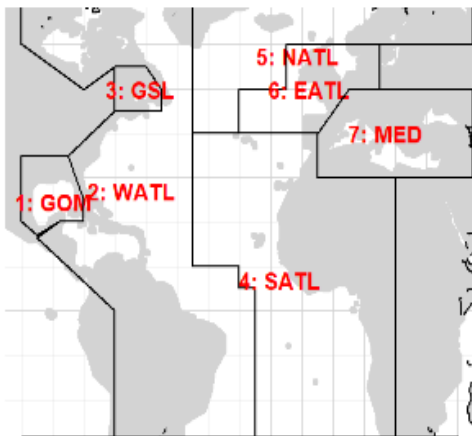 5: NATL
3: GSL
6: EATL
7: MED
2: WATL
1: GOM
4: SATL